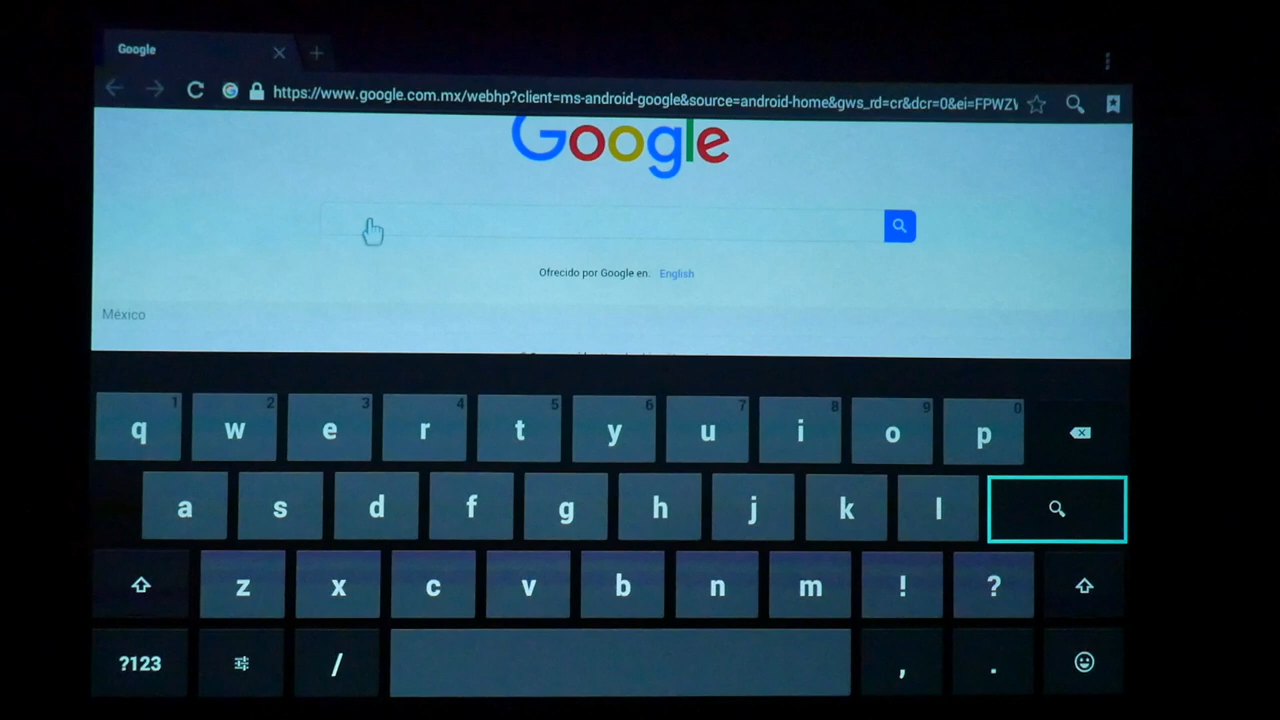 Google
https://www.google.com.mx/webhp?client=ms-android-google&source=android-home&gws_rd=cr&dcr=0&ei=FPWZ
Google
Ofrecido por Google en: English
México
1 2 3 4 5 6 7 8 9 0
q w e r t y u i o p
a s d f g h j k l
z x c v b n m ! ?
?123 / , .